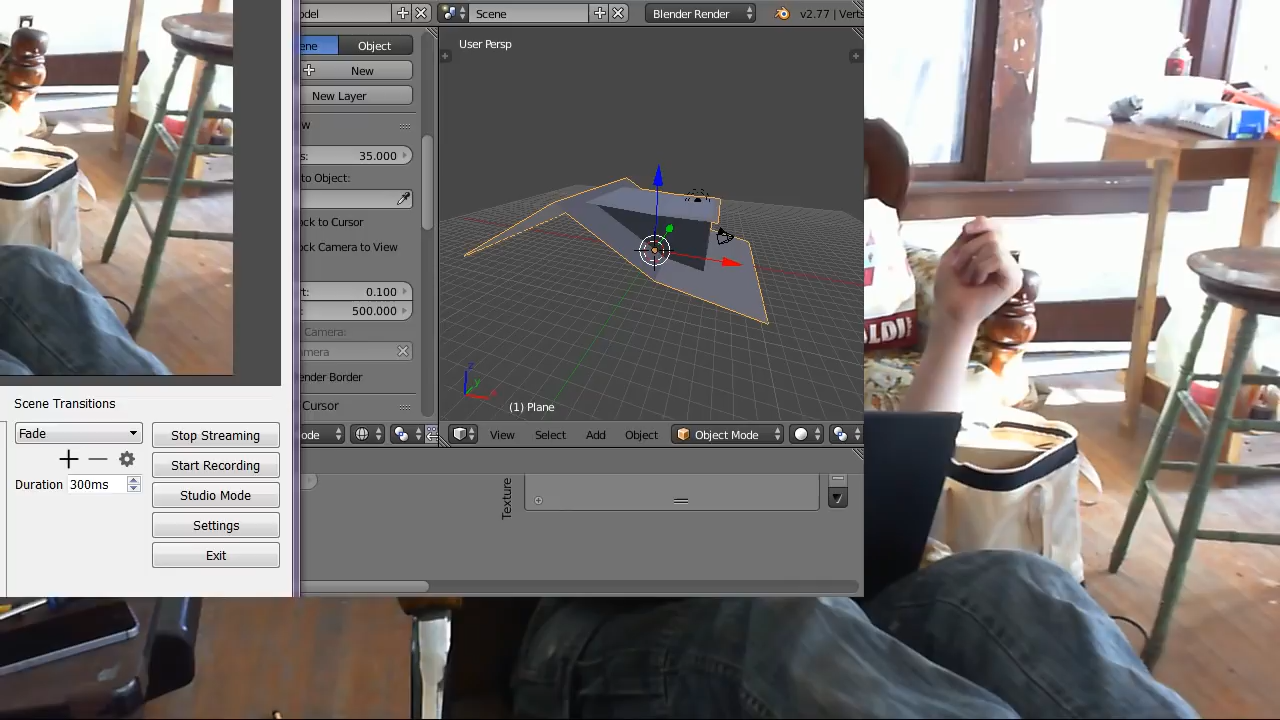 odel
Scene
Blender Render
v2.77 | Verts
ene
Object
New
New Layer
w
s: 35.000
to Object:
ck to Cursor
ock Camera to View
rt: 0.100
: 500.000
Camera:
amera
ender Border
Cursor
User Persp
(1) Plane
ode
View
Select
Add
Object
Object Mode
Texture
Scene Transitions
Fade
Duration 300ms
Stop Streaming
Start Recording
Studio Mode
Settings
Exit